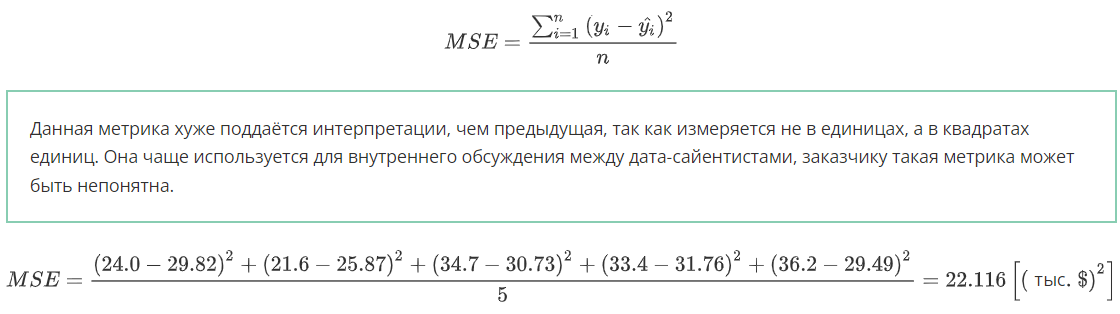 MSE = \frac{\sum_{i=1}^{n} (y_i - \hat{y_i})^2}{n}
Данная метрика хуже поддаётся интерпретации, чем предыдущая, так как измеряется не в единицах, а в квадратах
единиц. Она чаще используется для внутреннего обсуждения между дата-сайентистами, заказчику такая метрика может
быть непонятна.
MSE = \frac{(24.0 - 29.82)^2 + (21.6 - 25.87)^2 + (34.7 - 30.73)^2 + (33.4 - 31.76)^2 + (36.2 - 29.49)^2}{5} = 22.116 [( тыс. $)^2]